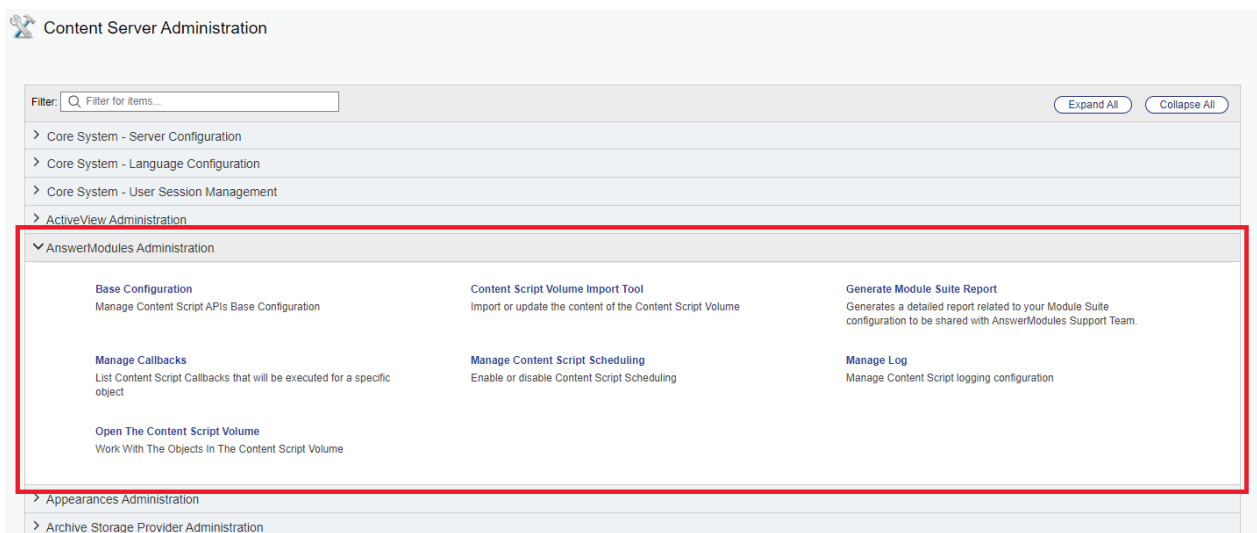 Content Server Administration
Filter: Filter for items...
Expand All Collapse All
Core System - Server Configuration
Core System - Language Configuration
Core System - User Session Management
ActiveView Administration
AnswerModules Administration
Base Configuration
Manage Content Script APIs Base Configuration
Content Script Volume Import Tool
Import or update the content of the Content Script Volume
Generate Module Suite Report
Generates a detailed report related to your Module Suite
configuration to be shared with AnswerModules Support Team.
Manage Callbacks
List Content Script Callbacks that will be executed for a specific
object
Manage Content Script Scheduling
Enable or disable Content Script Scheduling
Manage Log
Manage Content Script logging configuration
Open The Content Script Volume
Work With The Objects In The Content Script Volume
Appearances Administration
Archive Storage Provider Administration